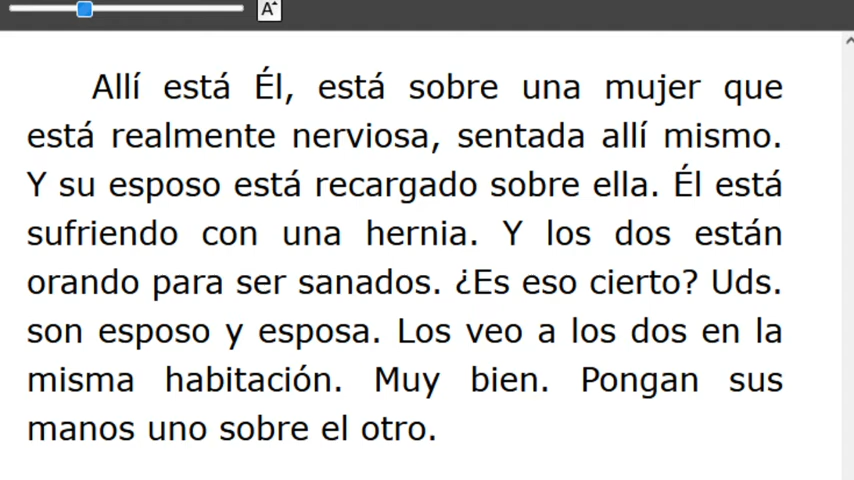 A
Allí está Él, está sobre una mujer que
está realmente nerviosa, sentada allí mismo.
Y su esposo está recargado sobre ella. Él está
sufriendo con una hernia. Y los dos están
orando para ser sanados. ¿Es eso cierto? Uds.
son esposo y esposa. Los veo a los dos en la
misma habitación. Muy bien. Pongan sus
manos uno sobre el otro.